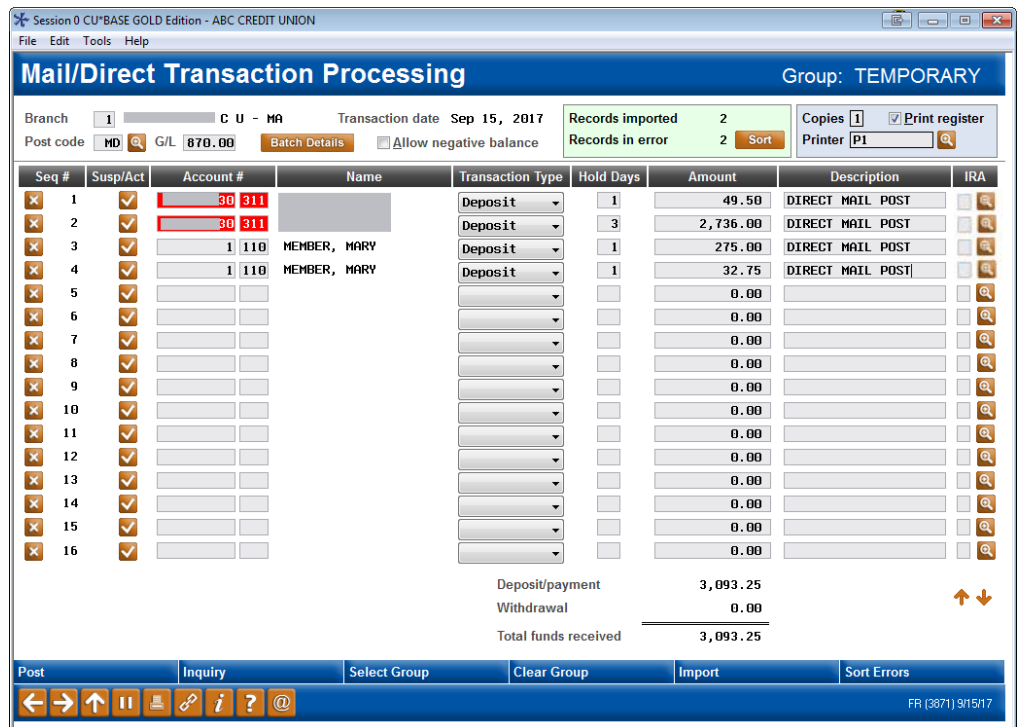 Session 0 CU*BASE GOLD Edition - ABC CREDIT UNION
File Edit Tools Help
Mail/Direct Transaction Processing Group: TEMPORARY
Branch 1 C U - MA Transaction date Sep 15, 2017 Records imported 2 Copies 1 Print register
Post code MD G/L 870.00 Batch Details Allow negative balance Records in error 2 Sort Printer P1
Seq # Susp/Act Account # Name Transaction Type Hold Days Amount Description IRA
1 30 311 Deposit 1 49.50 DIRECT MAIL POST
2 30 311 Deposit 3 2,736.00 DIRECT MAIL POST
3 1 110 MEMBER, MARY Deposit 1 275.00 DIRECT MAIL POST
4 1 110 MEMBER, MARY Deposit 1 32.75 DIRECT MAIL POST
5 0.00
6 0.00
7 0.00
8 0.00
9 0.00
10 0.00
11 0.00
12 0.00
13 0.00
14 0.00
15 0.00
16 0.00
Deposit/payment 3,093.25
Withdrawal 0.00
Total funds received 3,093.25
Post Inquiry Select Group Clear Group Import Sort Errors
i ? @ FR (3871) 9/15/17